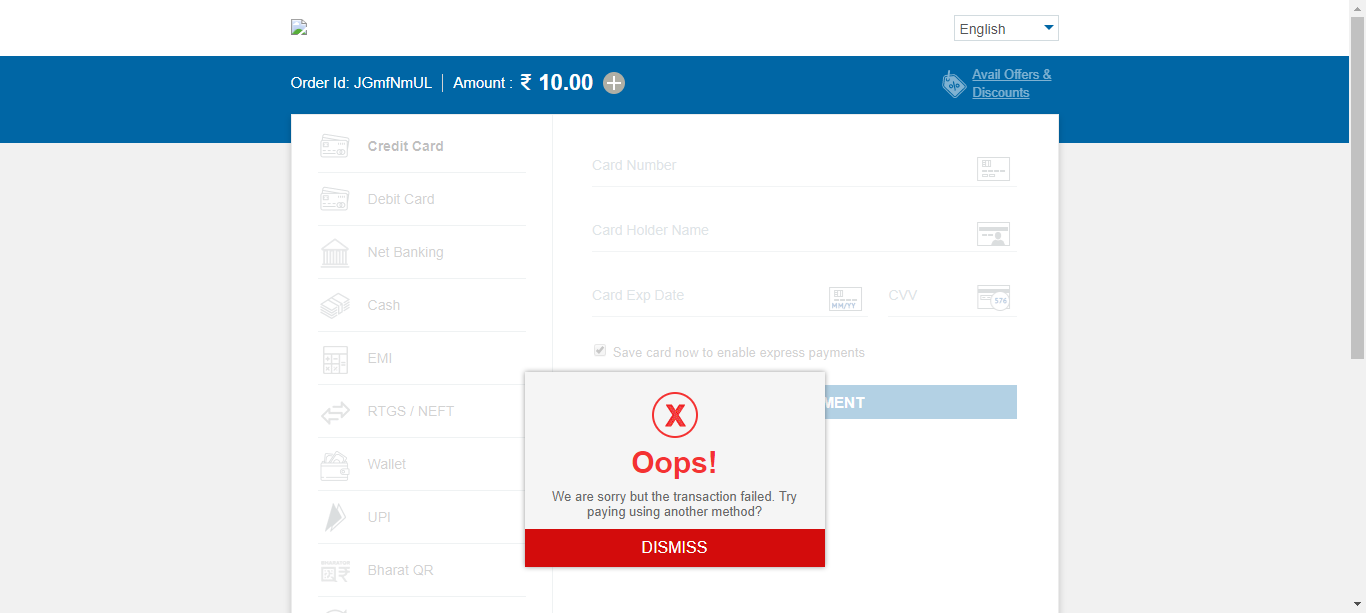 English
Order Id: JGmfNmUL
Amount : ₹ 10.00
Avail Offers &
Discounts
Credit Card
Debit Card
Net Banking
Cash
EMI
RTGS / NEFT
Wallet
UPI
Bharat QR
Card Number
Card Holder Name
Card Exp Date
MM/YY
CVV
576
Save card now to enable express payments
MENT
X
Oops!
We are sorry but the transaction failed. Try
paying using another method?
DISMISS